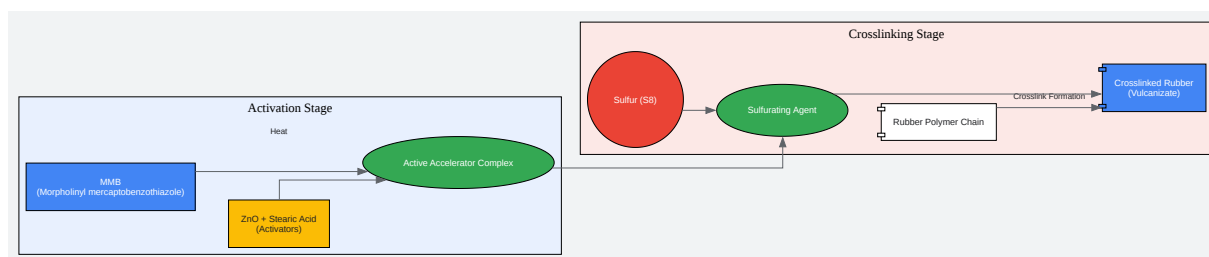 Activation Stage
Heat
MMB
(Morpholinyl mercaptobenzothiazole)
ZnO + Stearic Acid
(Activators)
Active Accelerator Complex
Crosslinking Stage
Sulfur (S8)
Sulfurating Agent
Rubber Polymer Chain
Crosslink Formation
Crosslinked Rubber
(Vulcanizate)